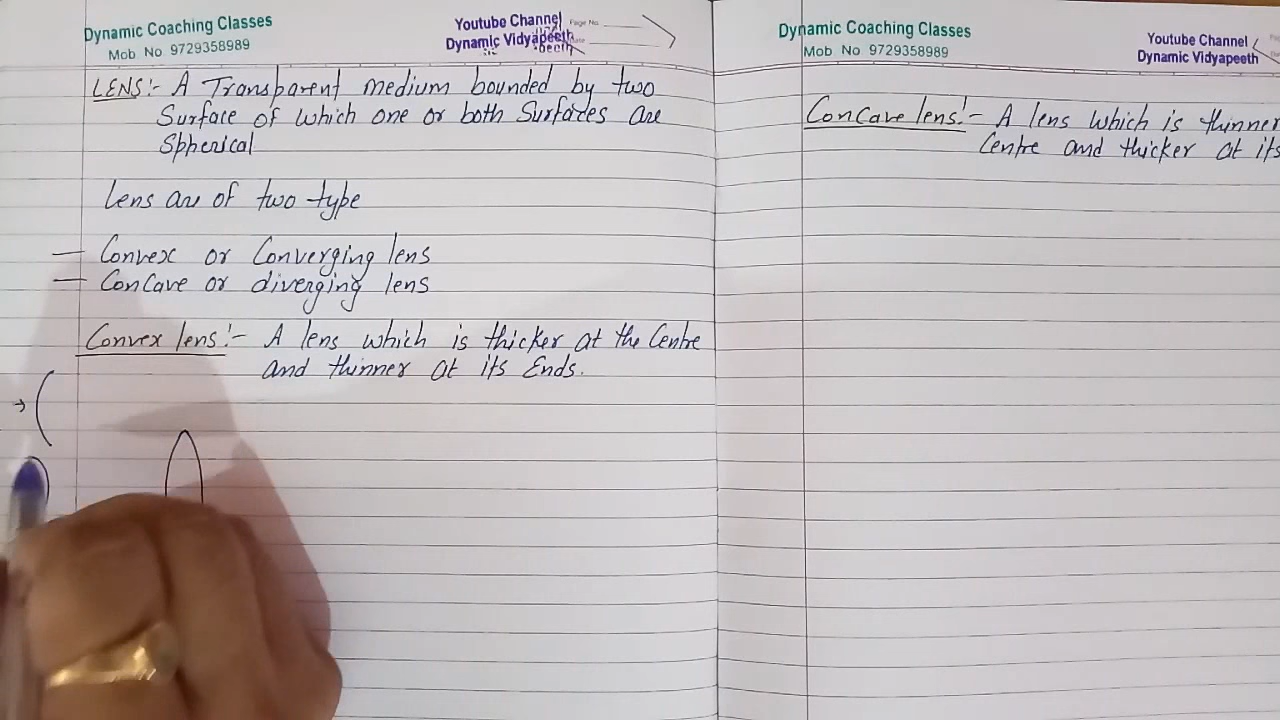 Dynamic Coaching Classes
Mob No 9729358989
Youtube Channel
Page No.
Dynamic Vidyapeeth
LENS:- A Transparent medium bounded by two
Surface of which one or both Surfaces are
Spherical
Lens are of two type
— Convex or Converging lens
— Concave or diverging lens
Convex lens:- A lens which is thicker at the Centre
and thinner at its Ends.
Dynamic Coaching Classes
Mob No 9729358989
Youtube Channel
Dynamic Vidyapeeth
Concave lens:- A lens which is thinner
Centre and thicker at its